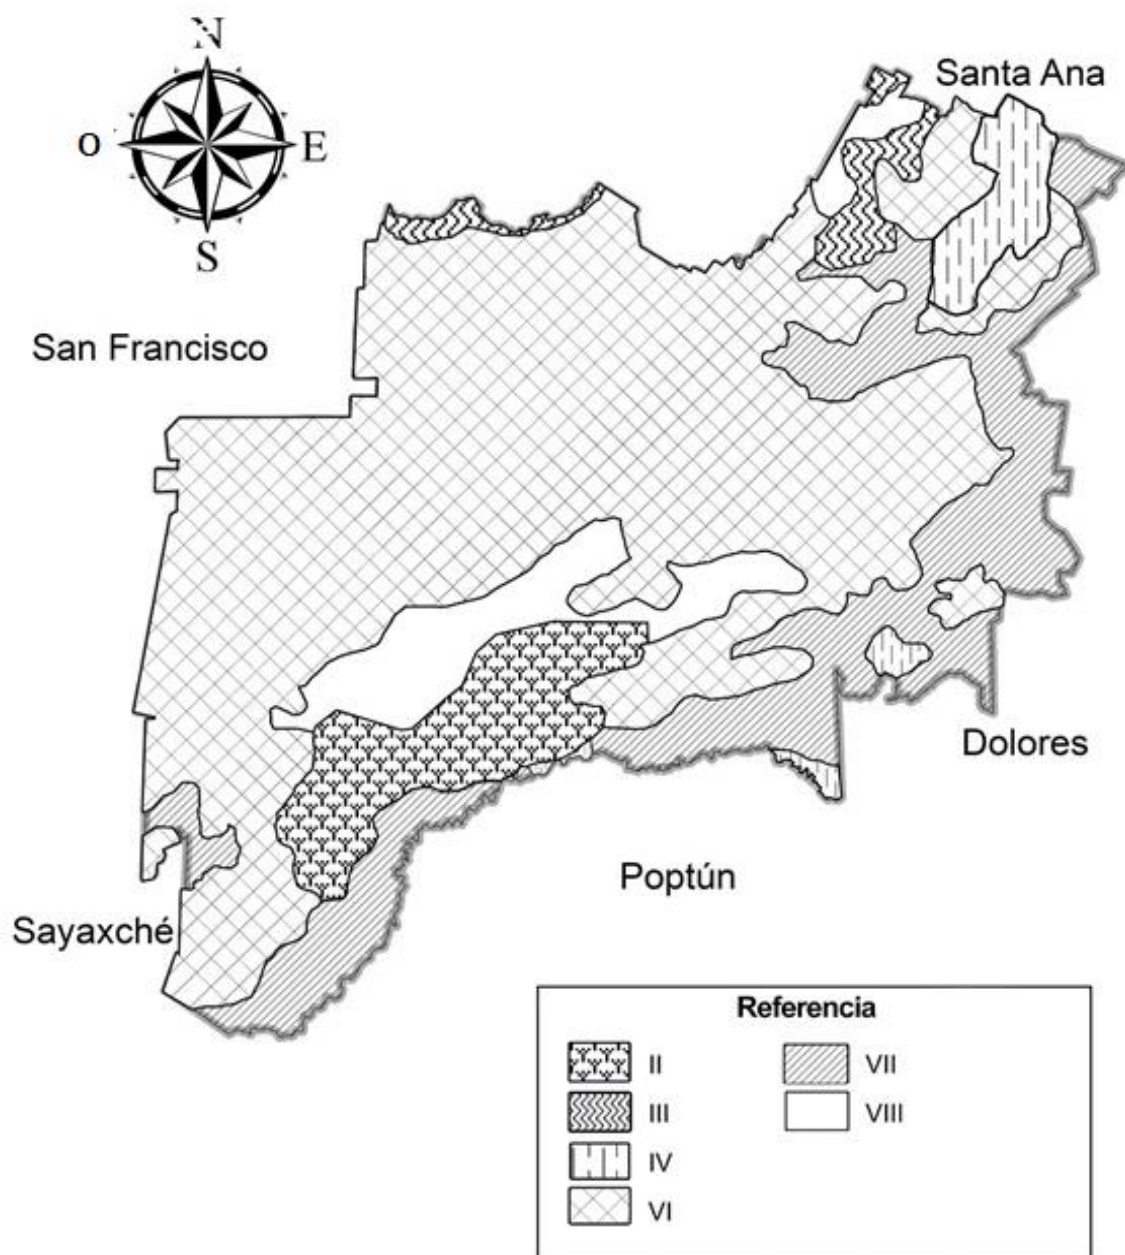 N
O
E
S
Santa Ana
San Francisco
Dolores
Poptún
Sayaxché
Referencia
II
III
IV
VI
VII
VIII